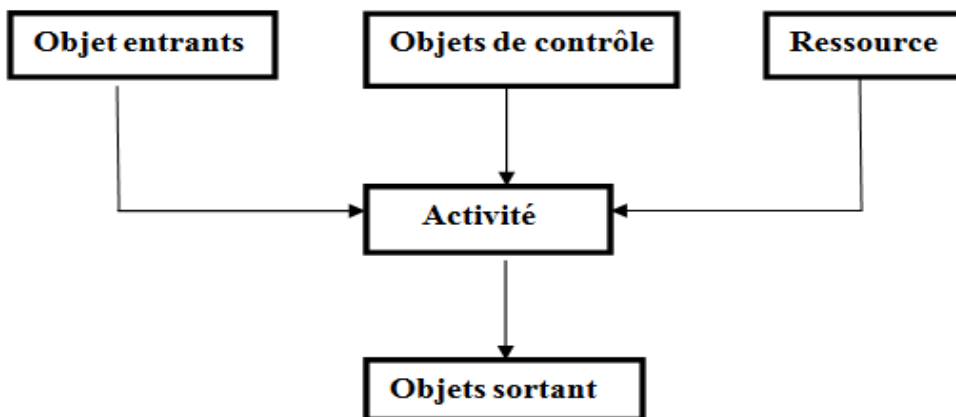 Objet entrants
Objets de contrôle
Ressource
Activité
Objets sortant